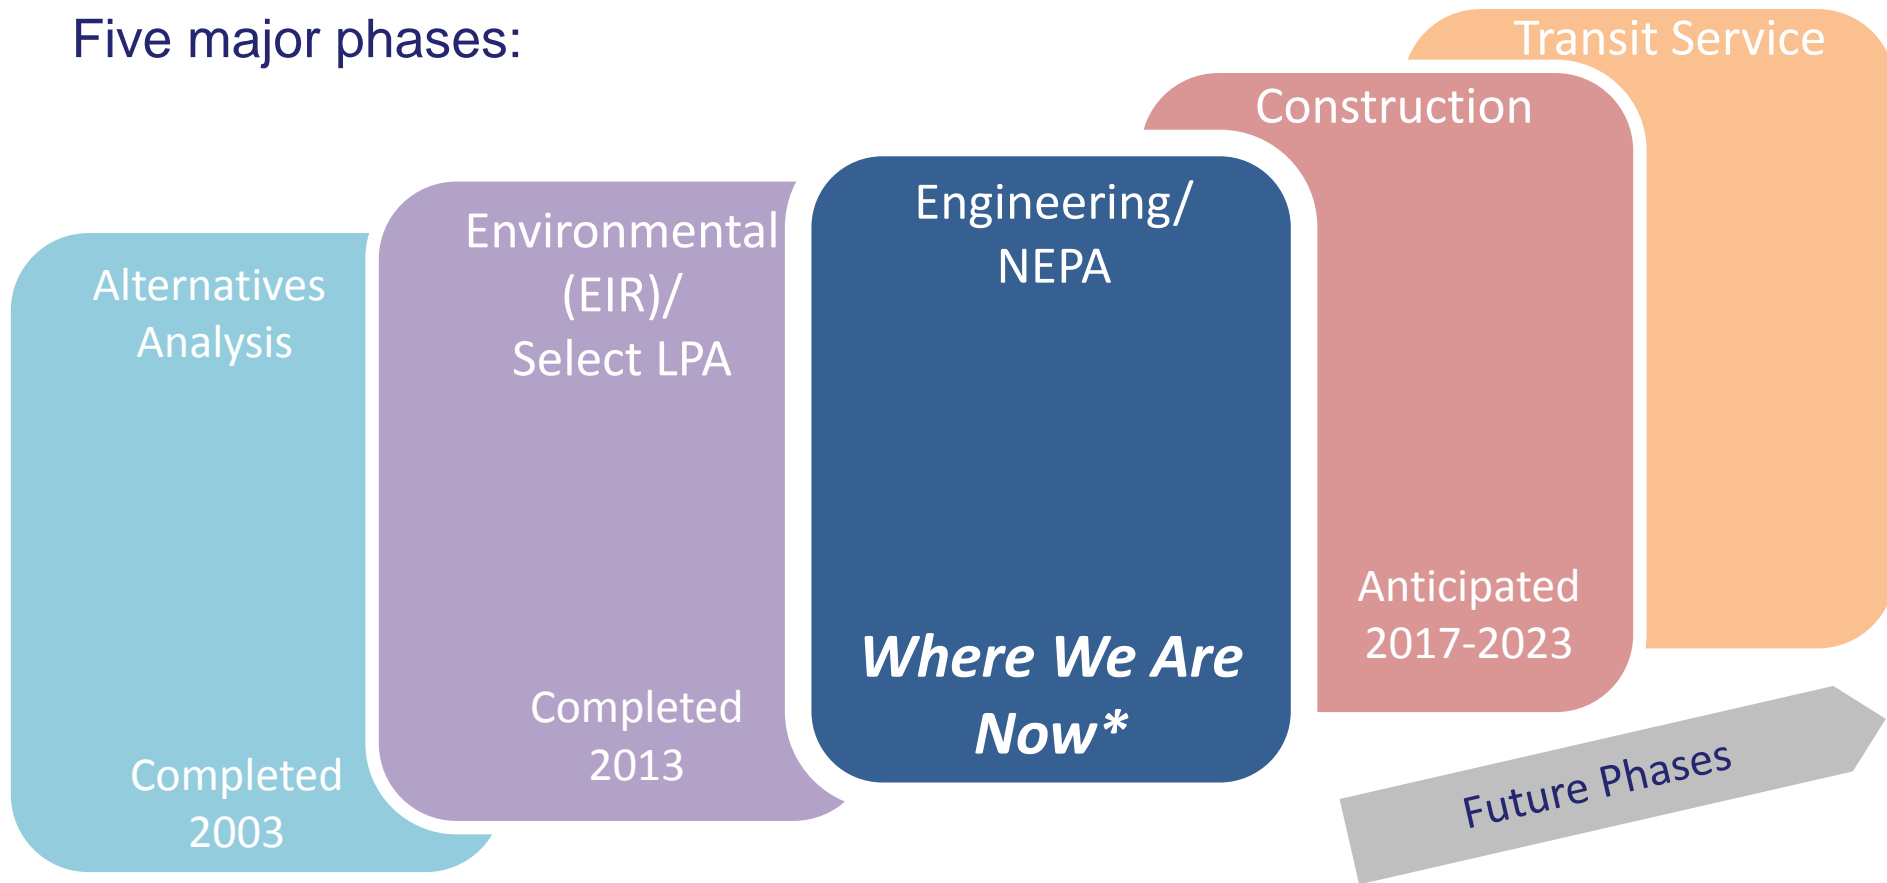 Five major phases:
Alternatives
Analysis
Completed
2003
Environmental
(EIR)/
Select LPA
Completed
2013
Engineering/
NEPA
Where We Are
Now*
Construction
Anticipated
2017-2023
Transit Service
Future Phases